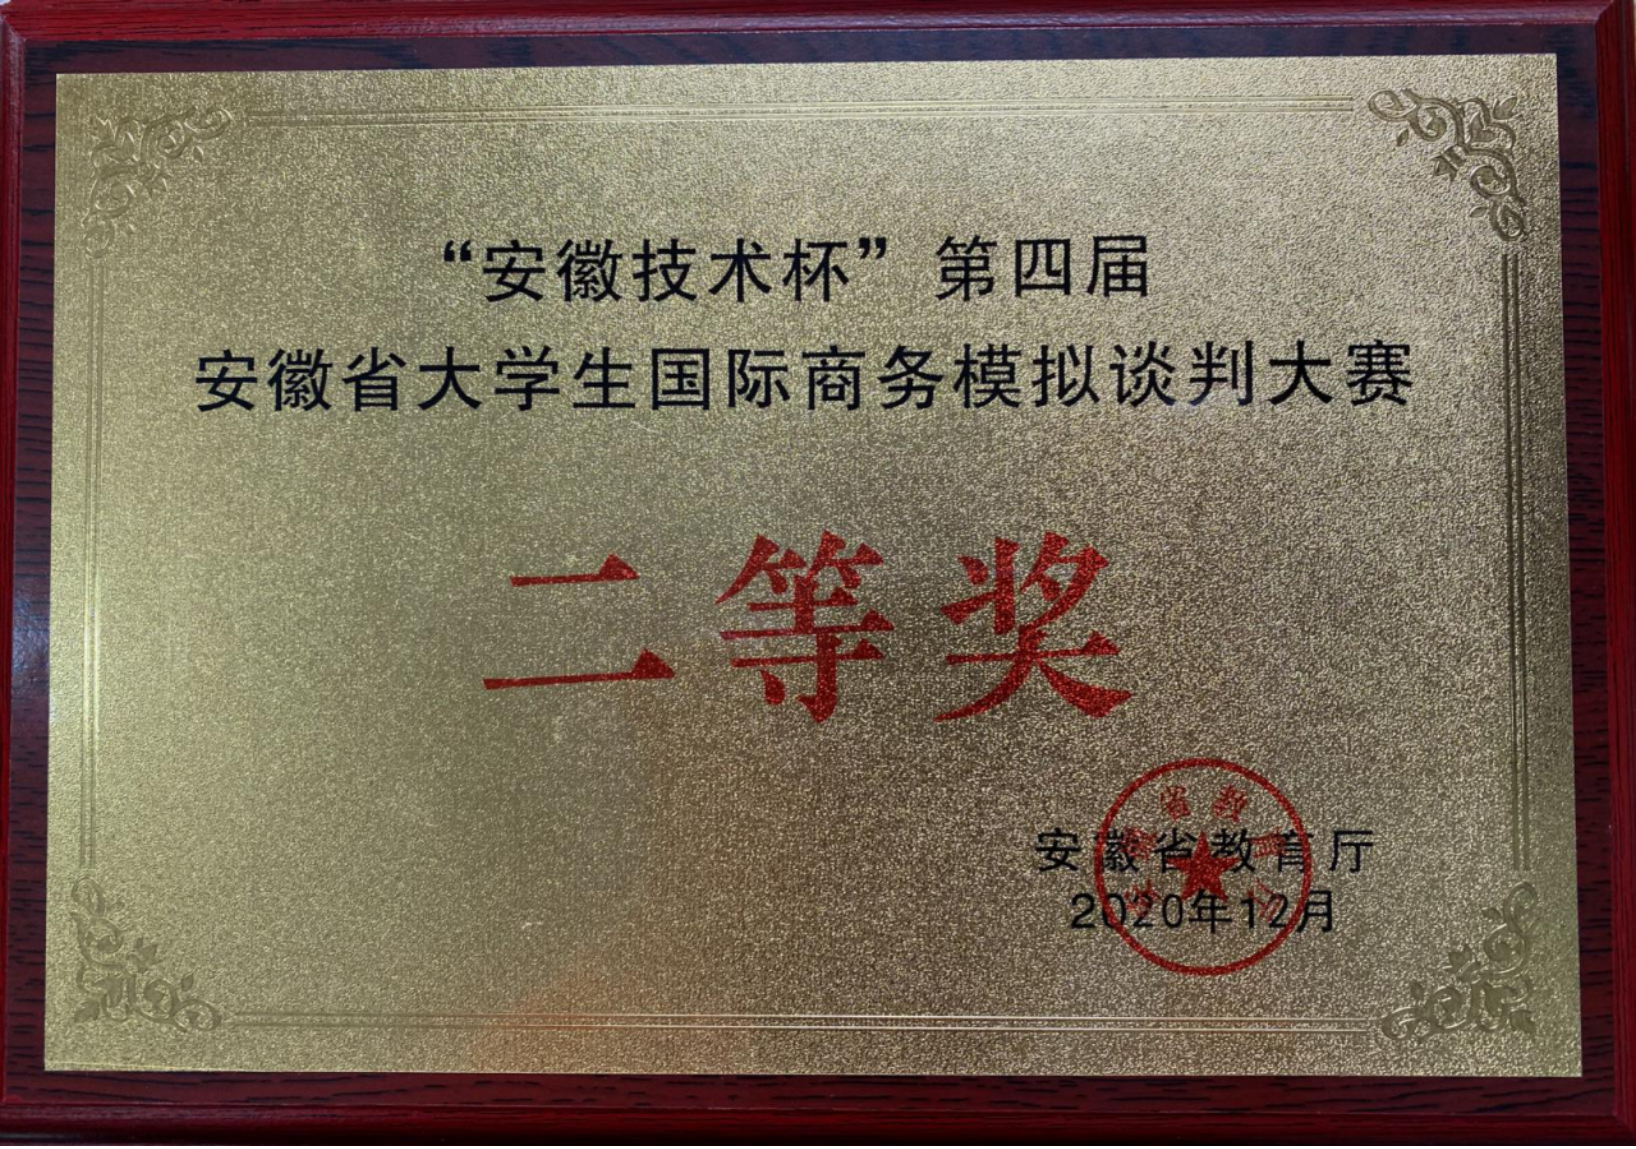 “安徽技术杯”第四届
安徽省大学生国际商务模拟谈判大赛
二等奖
安徽省教育厅
2020年12月